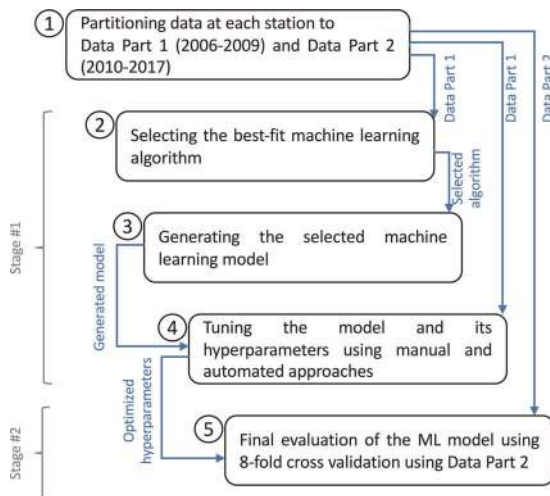 1
Partitioning data at each station to
Data Part 1 (2006-2009) and Data Part 2
(2010-2017)
Data Part 1
Data Part 1
Data Part 2
Stage #1
2
Selecting the best-fit machine learning
algorithm
Selected
algorithm
3
Generating the selected machine
learning model
Generated model
4
Tuning the model and its
hyperparameters using manual and
automated approaches
Optimized
hyperparameters
Stage #2
5
Final evaluation of the ML model using
8-fold cross validation using Data Part 2